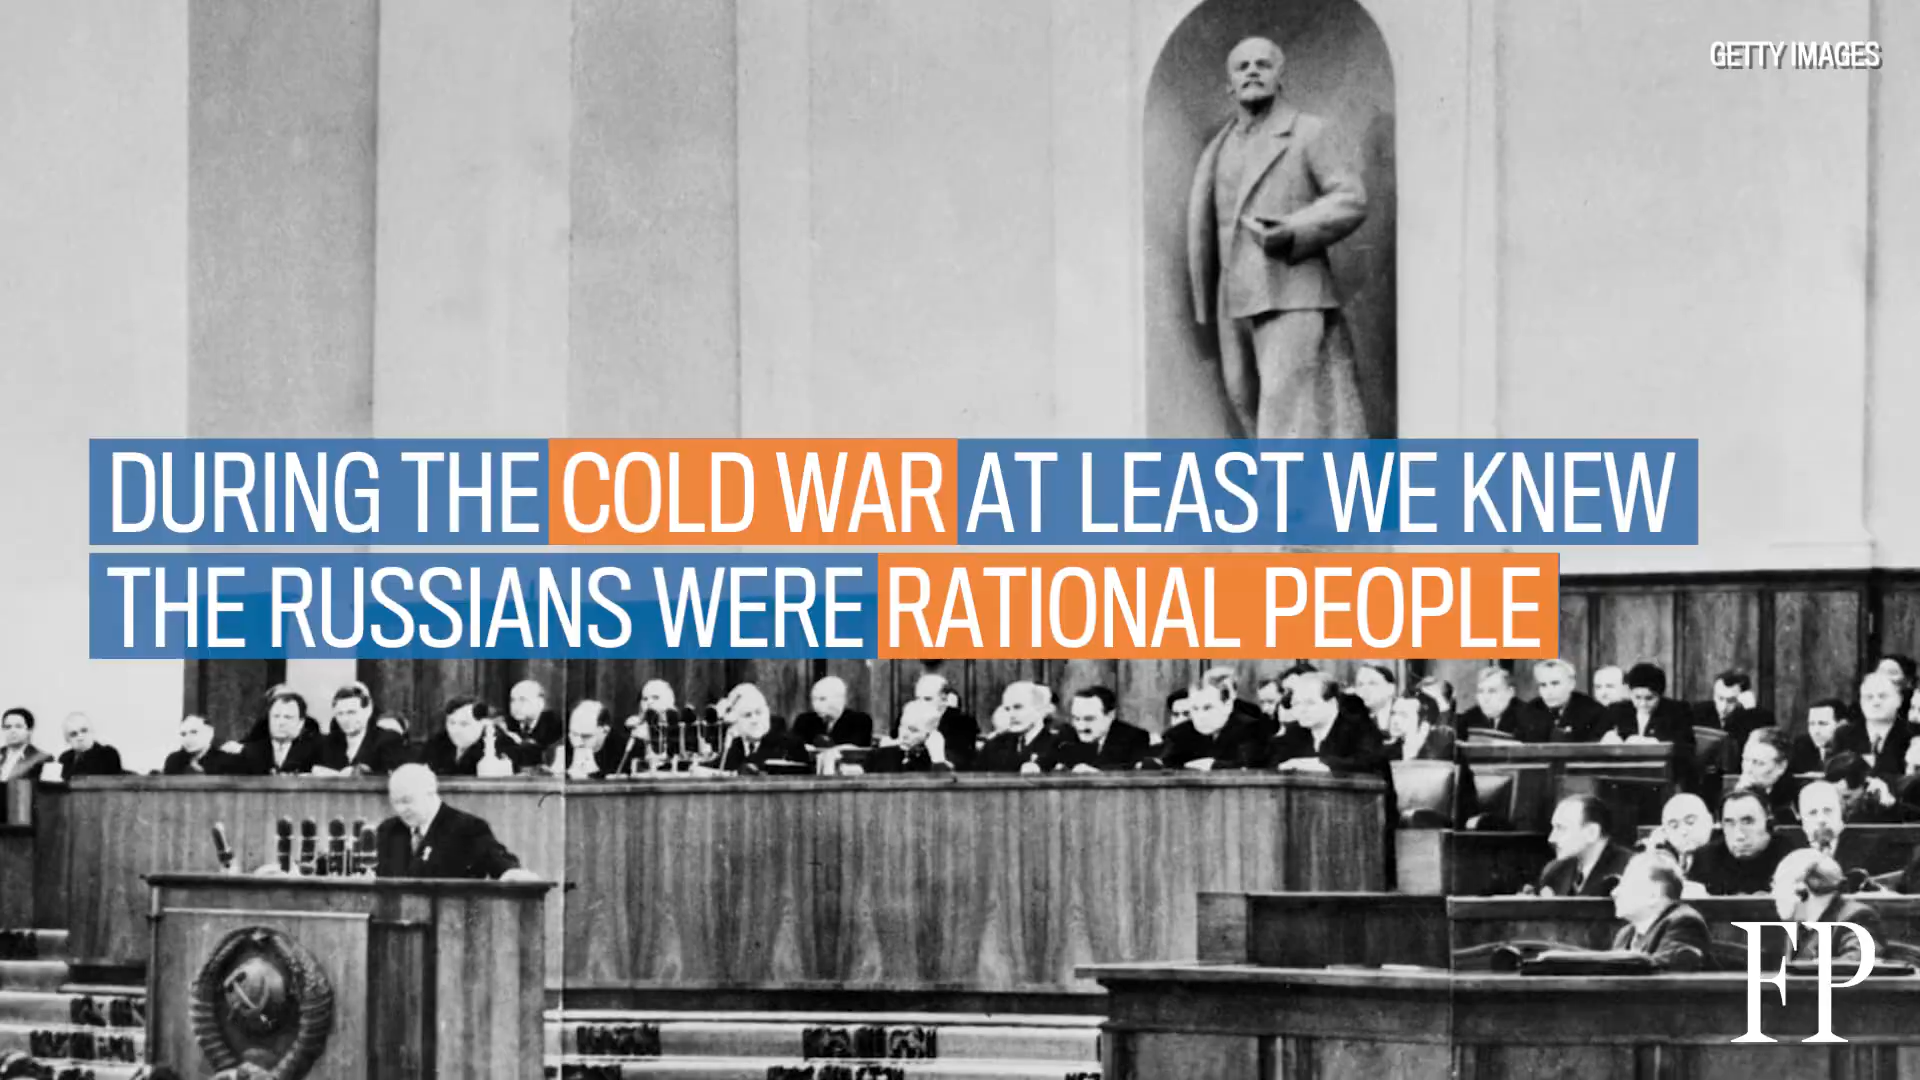 GETTY IMAGES
DURING THE COLD WAR AT LEAST WE KNEW
THE RUSSIANS WERE RATIONAL PEOPLE
FP